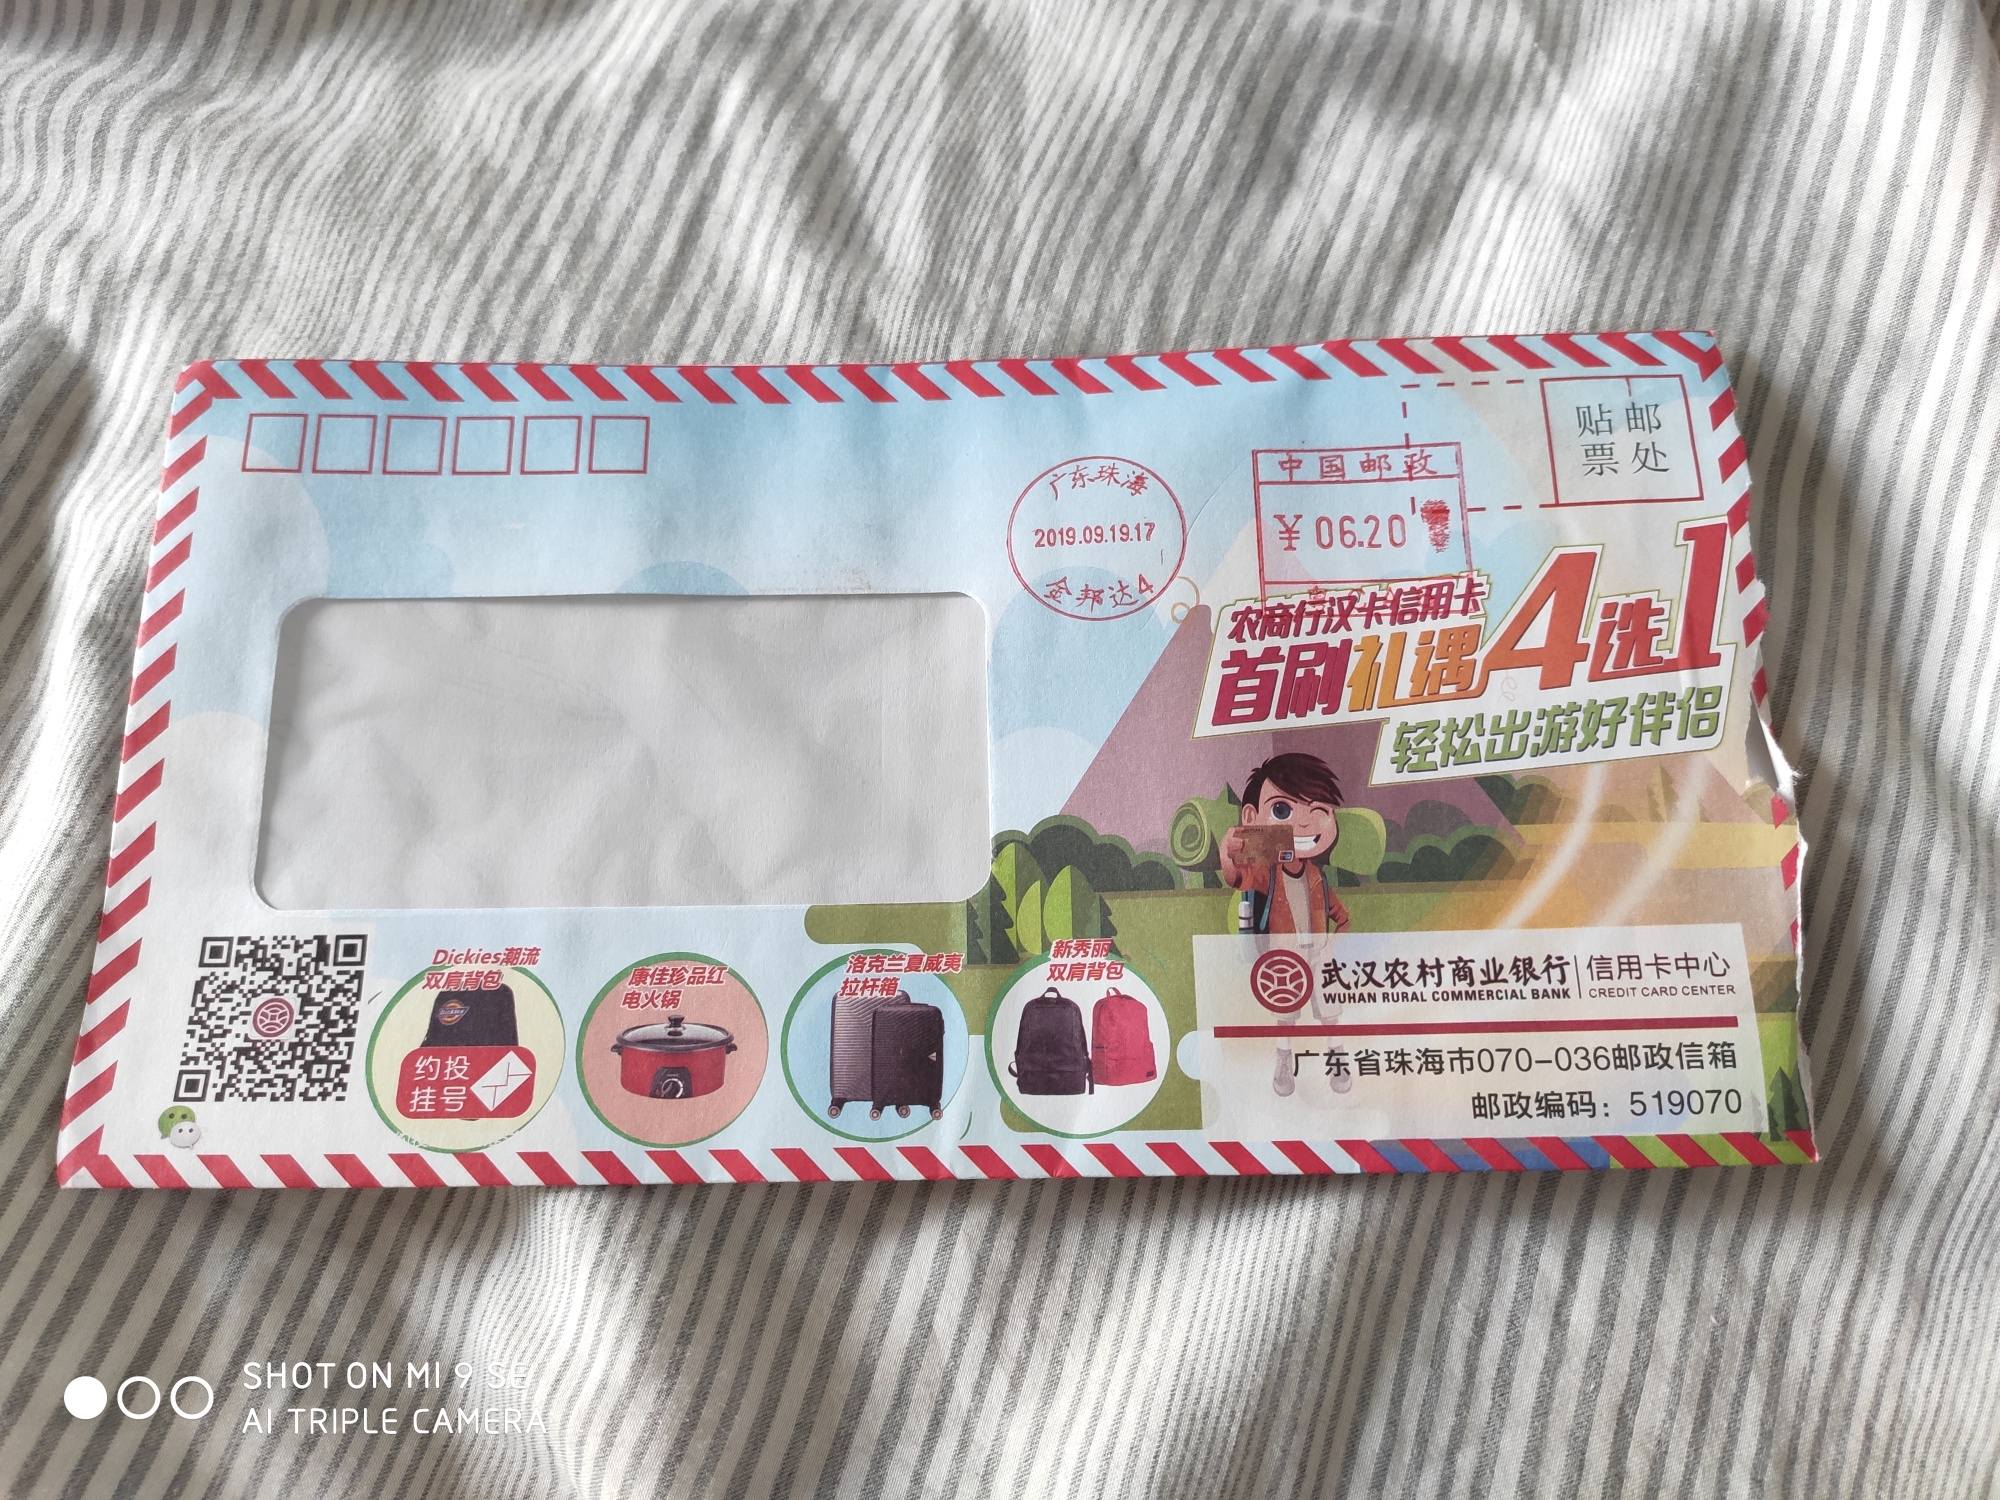 贴邮
票处
中国邮政
¥06.20
广东珠海
2019.09.19.17
金邦达4
农商行汉卡信用卡
首刷礼遇4选1
轻松出游好伴侣
Dickies潮流
双肩背包
约投
挂号
康佳珍品红
电火锅
洛克兰夏威夷
拉杆箱
新秀丽
双肩背包
武汉农村商业银行 信用卡中心
WUHAN RURAL COMMERCIAL BANK CREDIT CARD CENTER
广东省珠海市070-036邮政信箱
邮政编码：519070
SHOT ON MI 9 SE
AI TRIPLE CAMERA